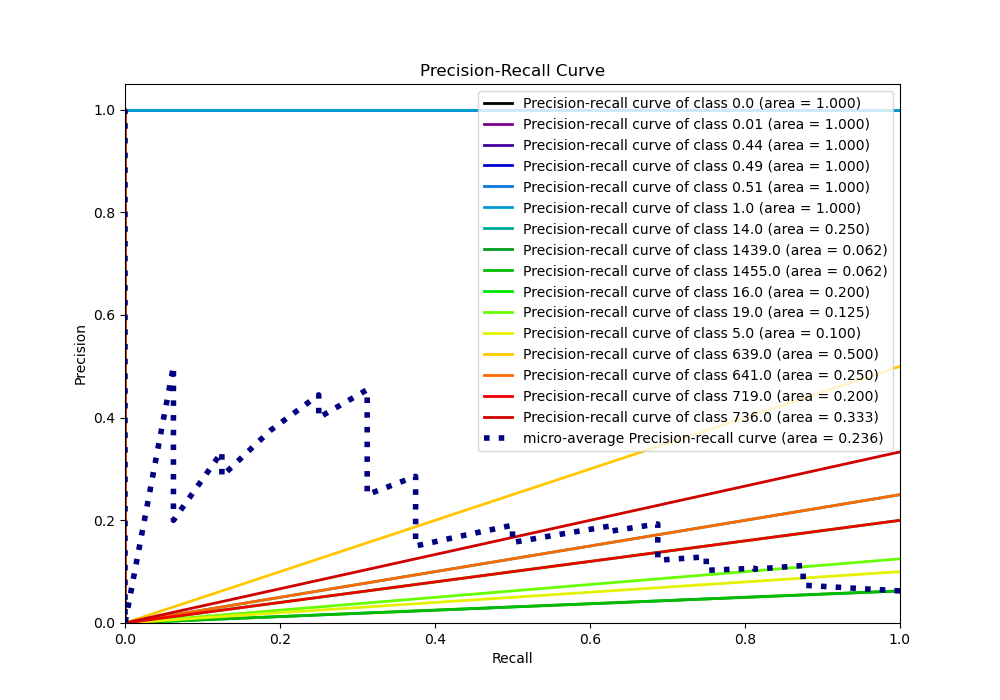 Precision-Recall Curve
1.0
0.8
0.6
0.4
0.2
0.0
Precision
0.0
0.2
0.4
0.6
0.8
1.0
Recall
Precision-recall curve of class 0.0 (area = 1.000)
Precision-recall curve of class 0.01 (area = 1.000)
Precision-recall curve of class 0.44 (area = 1.000)
Precision-recall curve of class 0.49 (area = 1.000)
Precision-recall curve of class 0.51 (area = 1.000)
Precision-recall curve of class 1.0 (area = 1.000)
Precision-recall curve of class 14.0 (area = 0.250)
Precision-recall curve of class 1439.0 (area = 0.062)
Precision-recall curve of class 1455.0 (area = 0.062)
Precision-recall curve of class 16.0 (area = 0.200)
Precision-recall curve of class 19.0 (area = 0.125)
Precision-recall curve of class 5.0 (area = 0.100)
Precision-recall curve of class 639.0 (area = 0.500)
Precision-recall curve of class 641.0 (area = 0.250)
Precision-recall curve of class 719.0 (area = 0.200)
Precision-recall curve of class 736.0 (area = 0.333)
micro-average Precision-recall curve (area = 0.236)